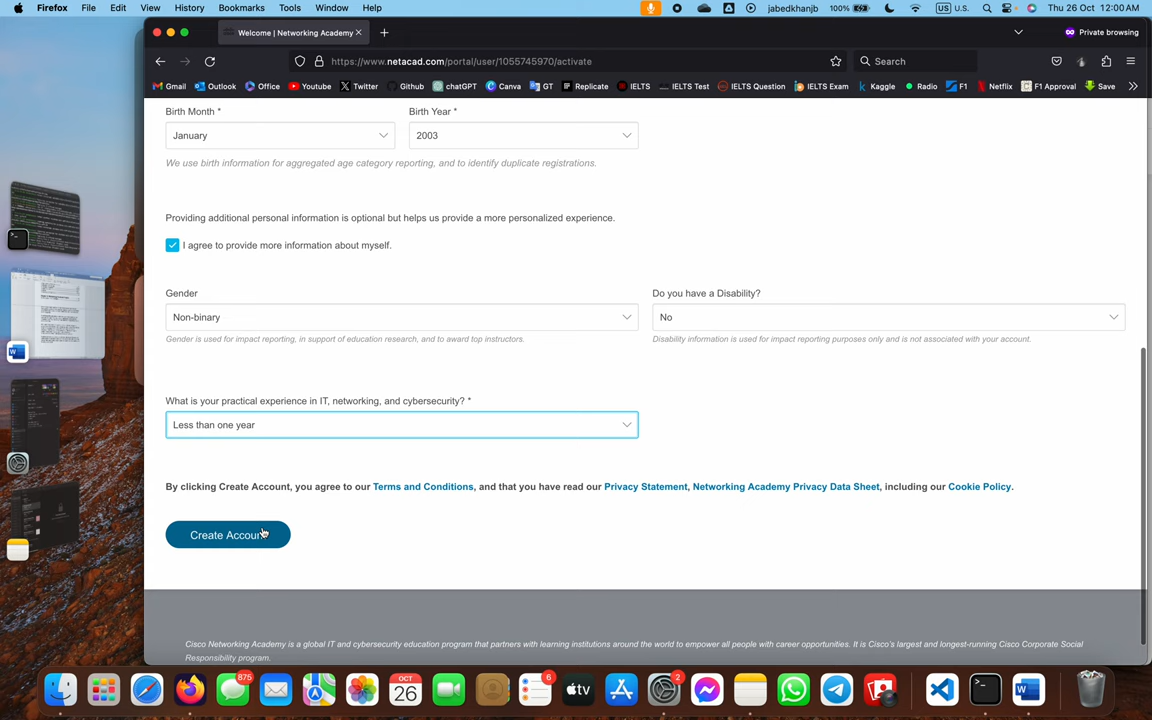 Firefox File Edit View History Bookmarks Tools Window Help jabedkhanjb 100% US U.S. Thu 26 Oct 12:00 AM
Welcome | Networking Academy Private browsing
https://www.netacad.com/portal/user/1055745970/activate Search
Gmail Outlook Office Youtube Twitter Github chatGPT Canva GT Replicate IELTS IELTS Test IELTS Question IELTS Exam Kaggle Radio F1 Netflix F1 Approval Save
Birth Month * Birth Year *
January 2003
We use birth information for aggregated age category reporting, and to identify duplicate registrations.
Providing additional personal information is optional but helps us provide a more personalized experience.
I agree to provide more information about myself.
Gender Do you have a Disability?
Non-binary No
Gender is used for impact reporting, in support of education research, and to award top instructors. Disability information is used for impact reporting purposes only and is not associated with your account.
What is your practical experience in IT, networking, and cybersecurity? *
Less than one year
By clicking Create Account, you agree to our Terms and Conditions, and that you have read our Privacy Statement, Networking Academy Privacy Data Sheet, including our Cookie Policy.
Create Account
Cisco Networking Academy is a global IT and cybersecurity education program that partners with learning institutions around the world to empower all people with career opportunities. It is Cisco's largest and longest-running Cisco Corporate Social
Responsibility program.
875 OCT 26 6 tv 2